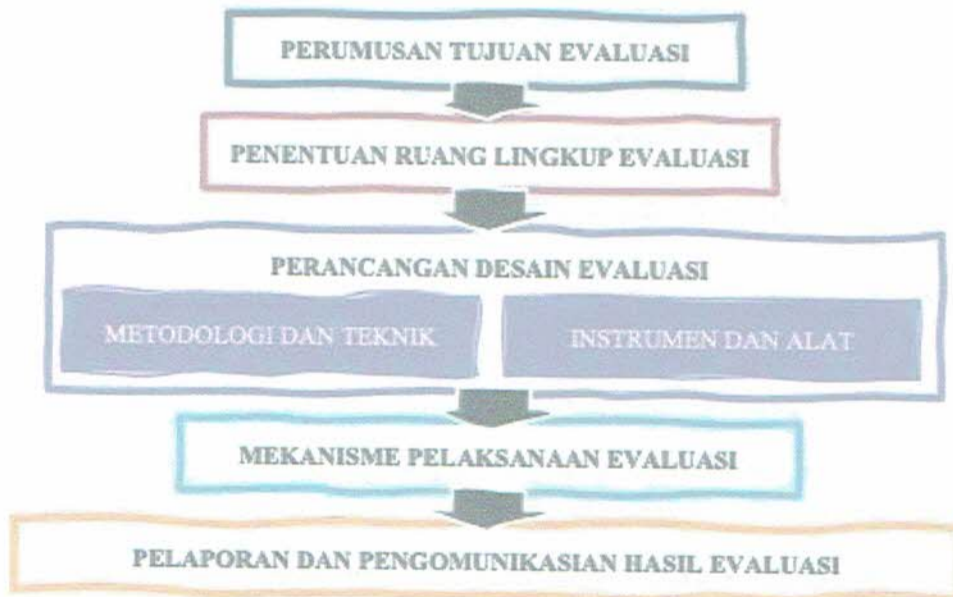 PERUMUSAN TUJUAN EVALUASI
PENENTUAN RUANG LINGKUP EVALUASI
PERANCANGAN DESAIN EVALUASI
METODOLOGI DAN TEKNIK
INSTRUMEN DAN ALAT
MEKANISME PELAKSANAAN EVALUASI
PELAPORAN DAN PENGOMUNIKASIAN HASIL EVALUASI